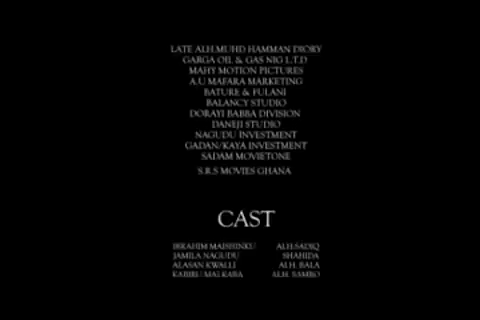 LATE ALH.MUHD HAMMAN DIORY
GARGA OIL & GAS NIG L.T.D
MAHY MOTION PICTURES
A.U MAFARA MARKETING
BATURE & FULANI
BALANCY STUDIO
DORAYI BABBA DIVISION
DANEJI STUDIO
NAGUDU INVESTMENT
GADAN/KAYA INVESTMENT
SADAM MOVIETONE
S.R.S MOVIES GHANA
CAST
IBRAHIM MAISHINKU ALH.SADIQ
JAMILA NAGUDU SHAHIDA
ALASAN KWALLI ALH. BALA
KABIRU MAI KABA ALH. SAMBO